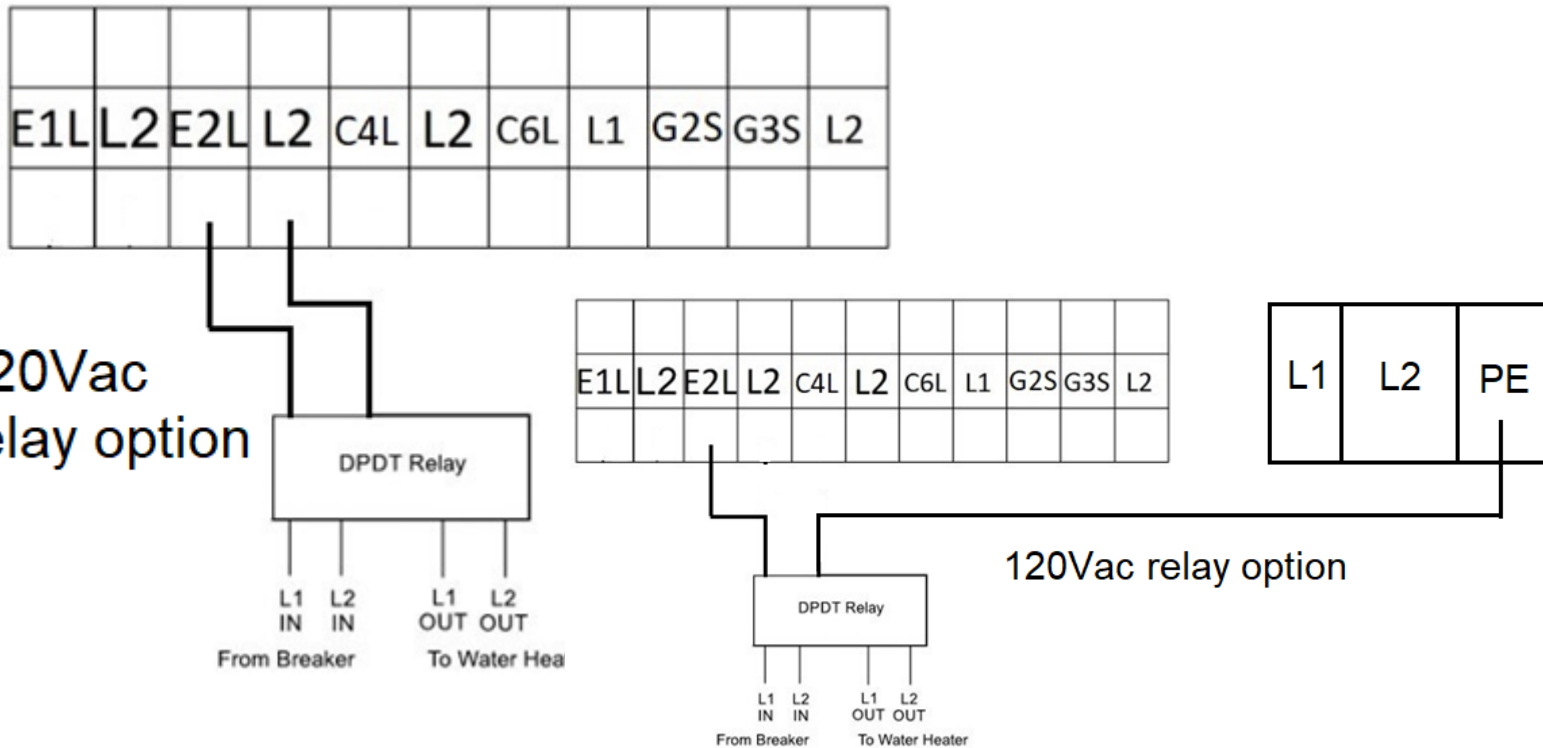 E1L L2 E2L L2 C4L L2 C6L L1 G2S G3S L2
20Vac
elay option
DPDT Relay
L1 L2 L1 L2
IN IN OUT OUT
From Breaker To Water Hea
E1L L2 E2L L2 C4L L2 C6L L1 G2S G3S L2
L1 L2 PE
120Vac relay option
DPDT Relay
L1 L2 L1 L2
IN IN OUT OUT
From Breaker To Water Heater